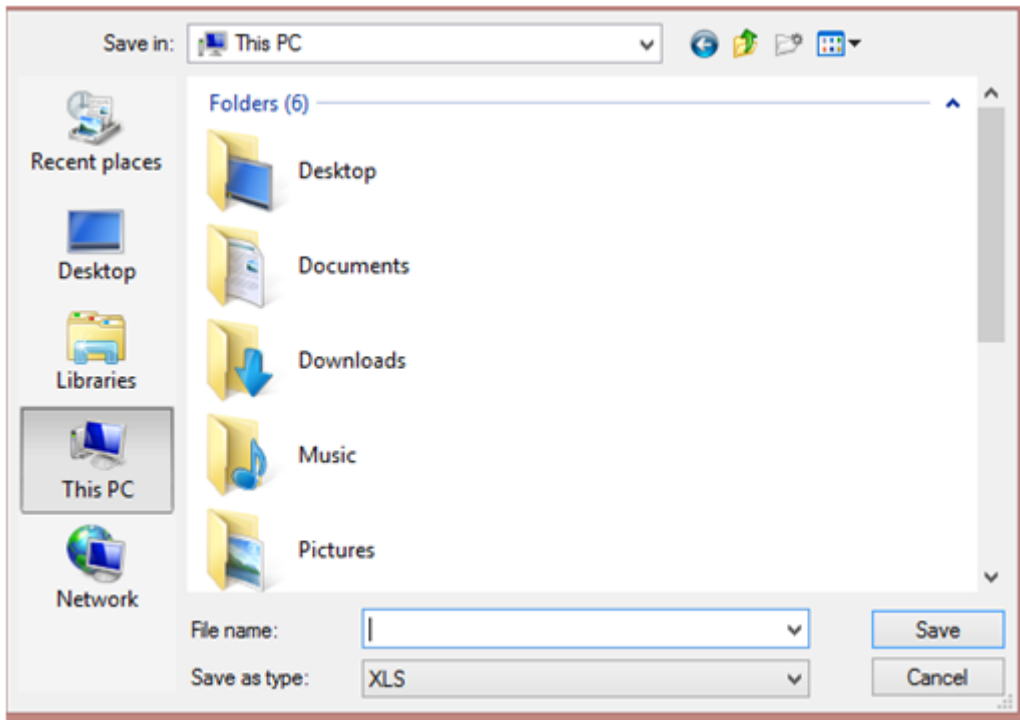 Save in: This PC
Recent places
Desktop
Libraries
This PC
Network
Folders (6)
Desktop
Documents
Downloads
Music
Pictures
File name: Save
Save as type: XLS Cancel